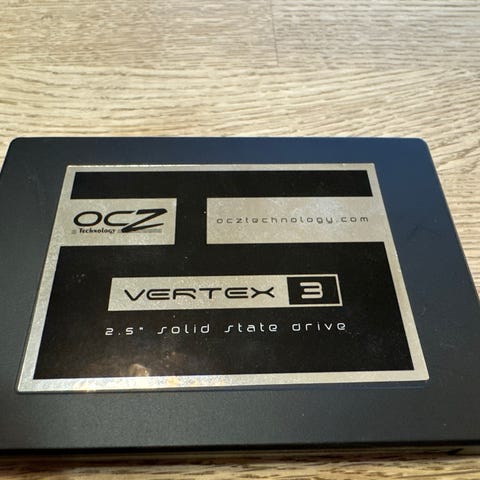 OCZ
Technology
ocztechnology.com
VERTEX 3
2.5" solid state drive